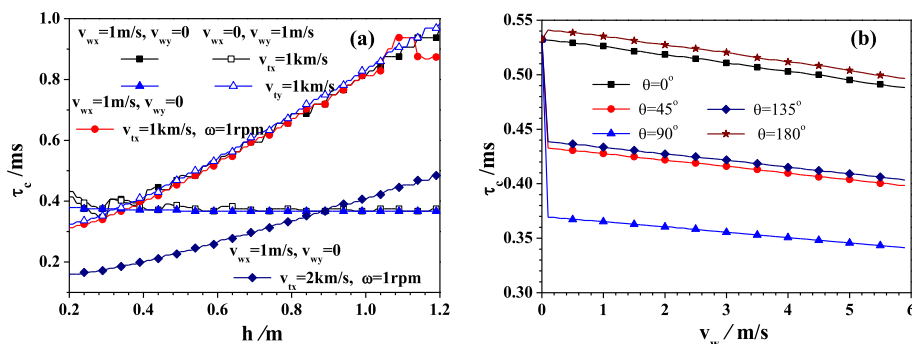 1.0
0.8
0.6
0.4
0.2
τc /ms
0.2 0.4 0.6 0.8 1.0 1.2
h /m
(a)
vwx=1m/s, vwy=0 vwx=0, vwy=1m/s
vtx=1km/s
vty=1km/s
vwx=1m/s, vwy=0
vtx=1km/s, ω=1rpm
vwx=1m/s, vwy=0
vtx=2km/s, ω=1rpm
0.55
0.50
0.45
0.40
0.35
0.30
τc /ms
0 1 2 3 4 5 6
vw / m/s
(b)
θ=0°
θ=45° θ=135°
θ=90° θ=180°